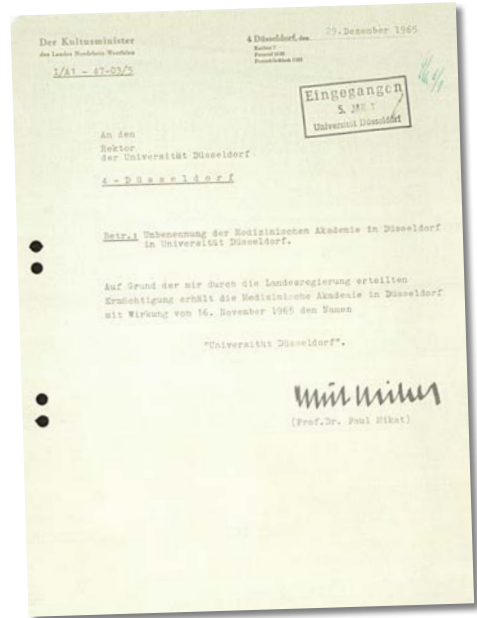 Der Kultusminister
des Landes Nordrhein-Westfalen
I/A1 - 47-03/5
4 Düsseldorf, den 29. Dezember 1965
Eingegangen
5.
Universität Düsseldorf
An den
Rektor
der Universität Düsseldorf
4 - Düsseldorf
Betr.: Umbenennung der Medizinischen Akademie in Düsseldorf
in Universität Düsseldorf.
Auf Grund der mir durch die Landesregierung erteilten
Ermächtigung erhält die Medizinische Akademie in Düsseldorf
mit Wirkung von 16. November 1965 den Namen
"Universität Düsseldorf".
(Prof.Dr. Paul Mikat)